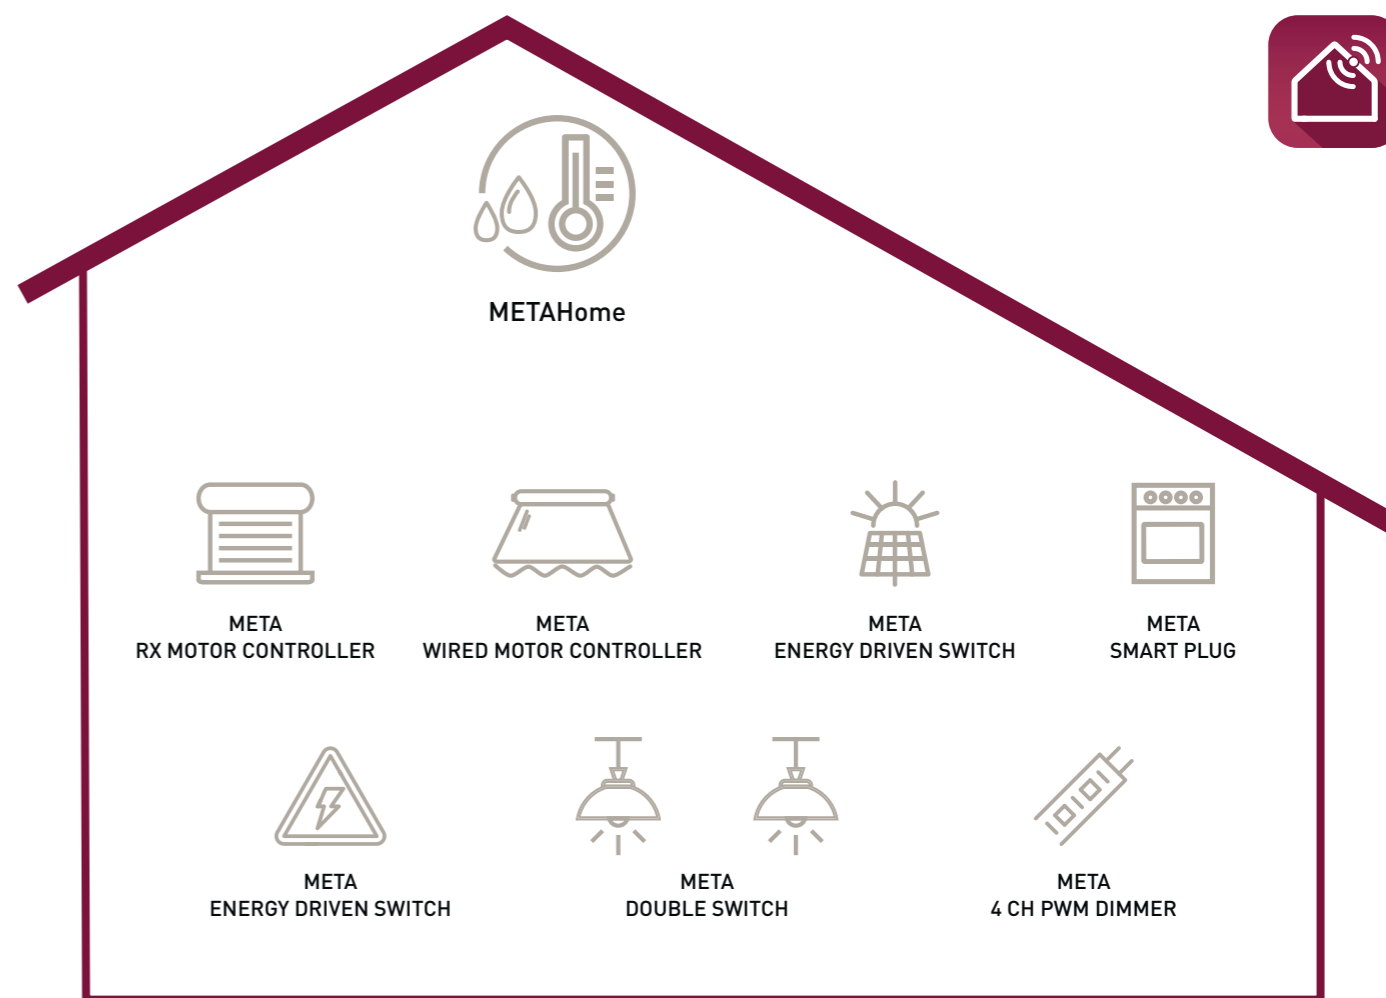 METAHome
META
RX MOTOR CONTROLLER
META
WIRED MOTOR CONTROLLER
META
ENERGY DRIVEN SWITCH
META
SMART PLUG
META
ENERGY DRIVEN SWITCH
META
DOUBLE SWITCH
META
4 CH PWM DIMMER